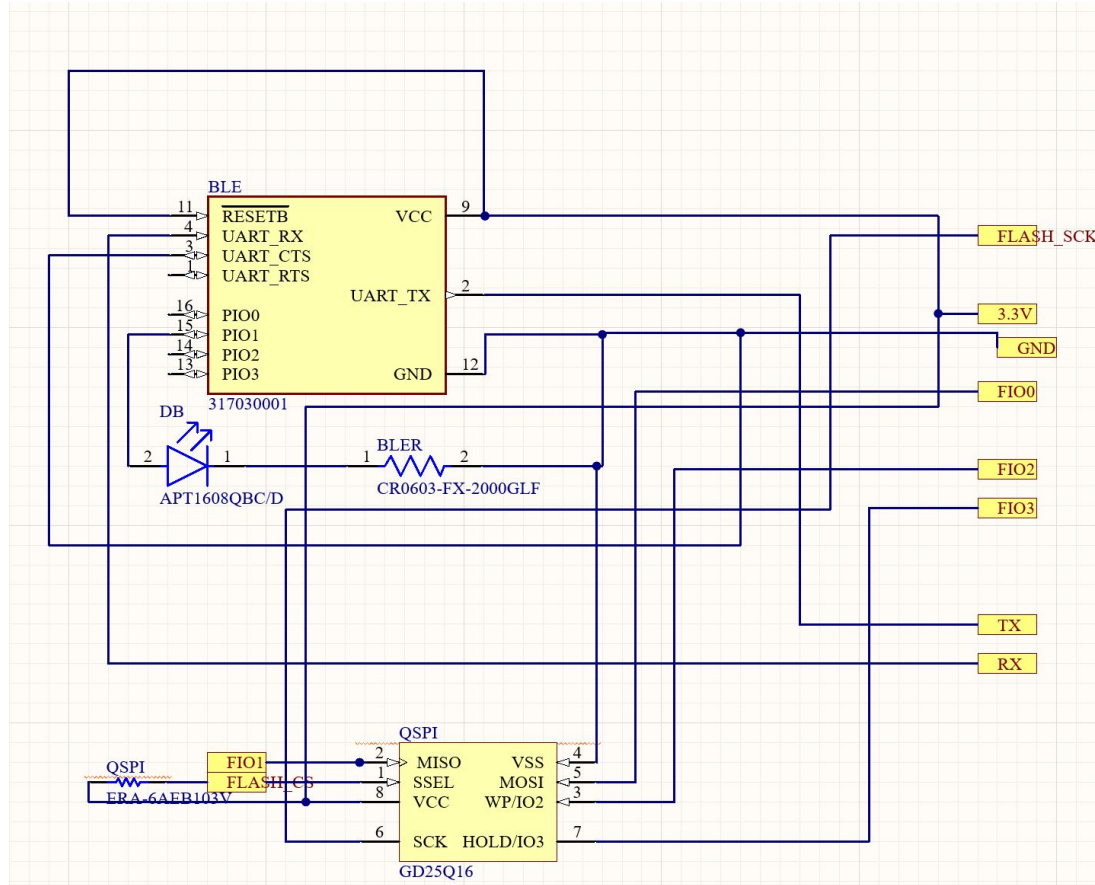 BLE
11 RESETB VCC 9
4 UART_RX
3 UART_CTS
1 UART_RTS
UART_TX 2
16 PIO0
15 PIO1
14 PIO2
13 PIO3 GND 12
317030001
FLASH_SCK
3.3V
GND
FIO0
FIO2
FIO3
TX
RX
DB
2 1
APT1608QBC/D
BLER
1 2
CR0603-FX-2000GLF
QSPI
ERA-6AEB103V
FIO1
FLASH_CS
QSPI
2 MISO VSS 4
1 SSEL MOSI 5
8 VCC WP/IO2 3
6 SCK HOLD/IO3 7
GD25Q16